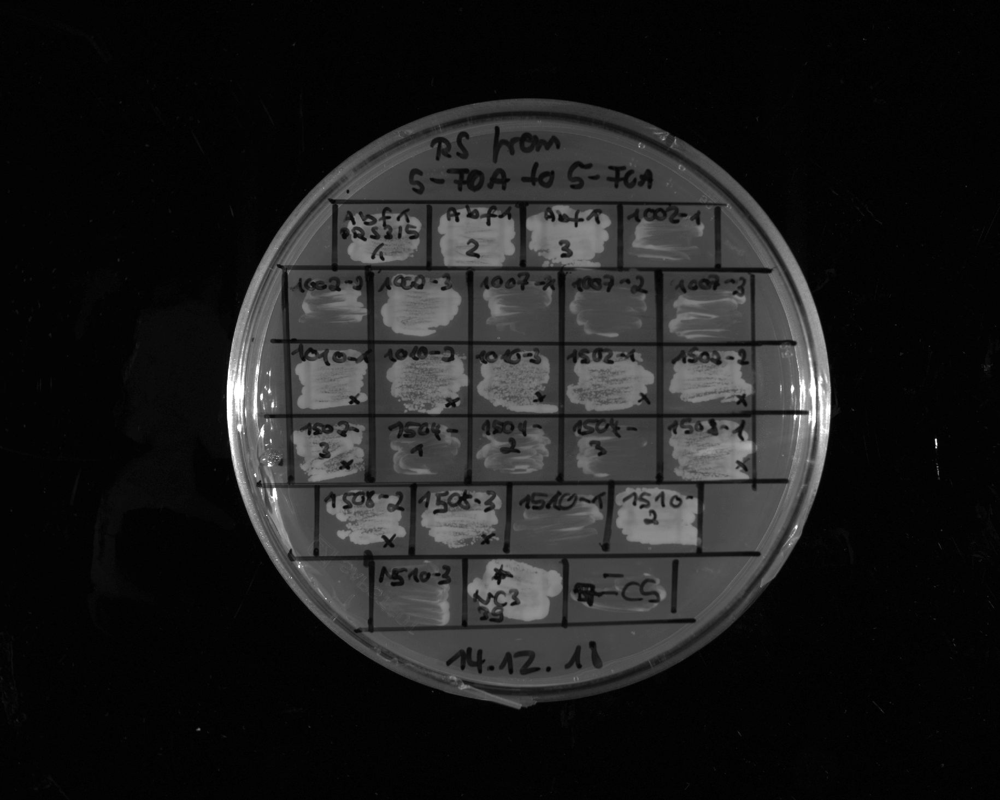 RS from
5-FOA to 5-FOA
Abf1 pRS315 1
Abf1 2
Abf1 3
1002-1
1002-2
1002-3
1007-1
1007-2
1007-3
1010-1 x
1010-2 x
1010-3 x
1502-1 x
1502-2 x
1502-3 x
1504-1
1504-2
1504-3
1508-1 x
1508-2 x
1508-3 x
1510-1
1510-2
1510-3
NC3 39
-CS
14.12.18